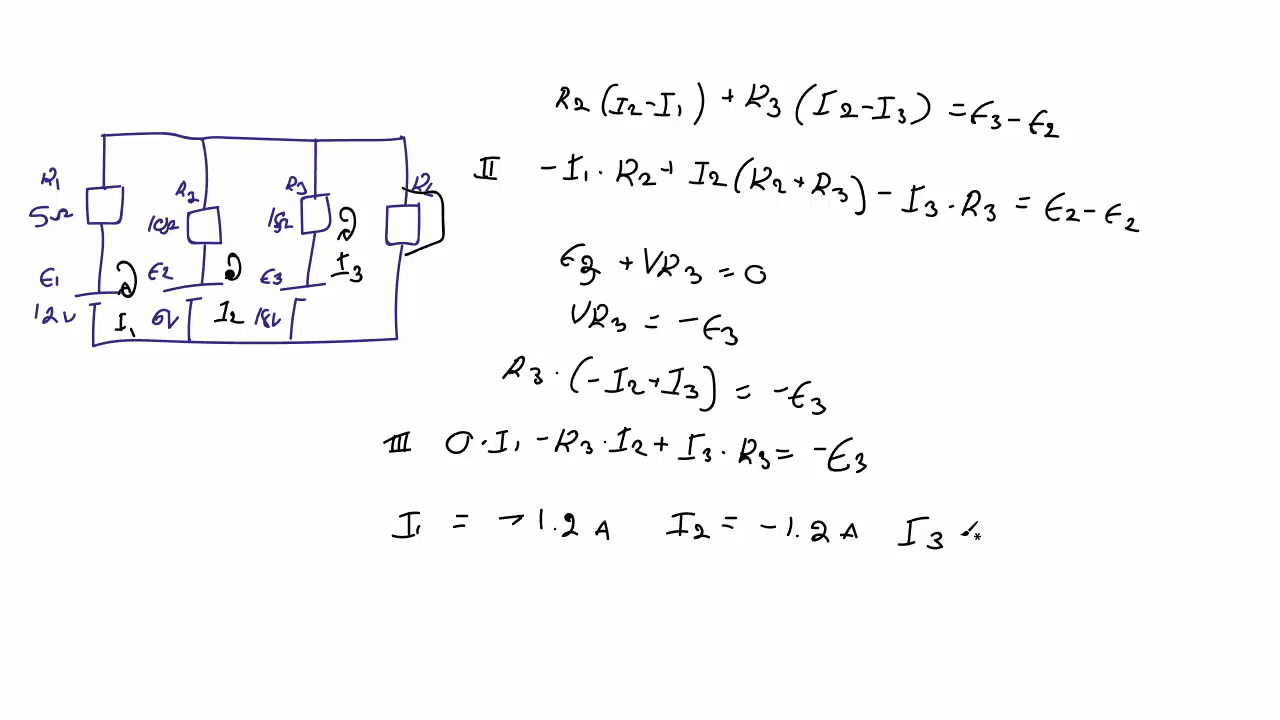 R2 (I2-I1) + R3 (I2-I3) = ε3 - ε2
II -I1 · R2 + I2 (R2 + R3) - I3 · R3 = ε2 - ε2
R1 R2 R3
5Ω 10Ω 15Ω
ε1 ε2 ε3 I3
12V I1 6V I2 18V
ε3 + VR3 = 0
VR3 = -ε3
R3 · (-I2 + I3) = -ε3
III 0 · I1 - R3 · I2 + I3 · R3 = -ε3
I1 = -1.2 A I2 = -1.2 A I3